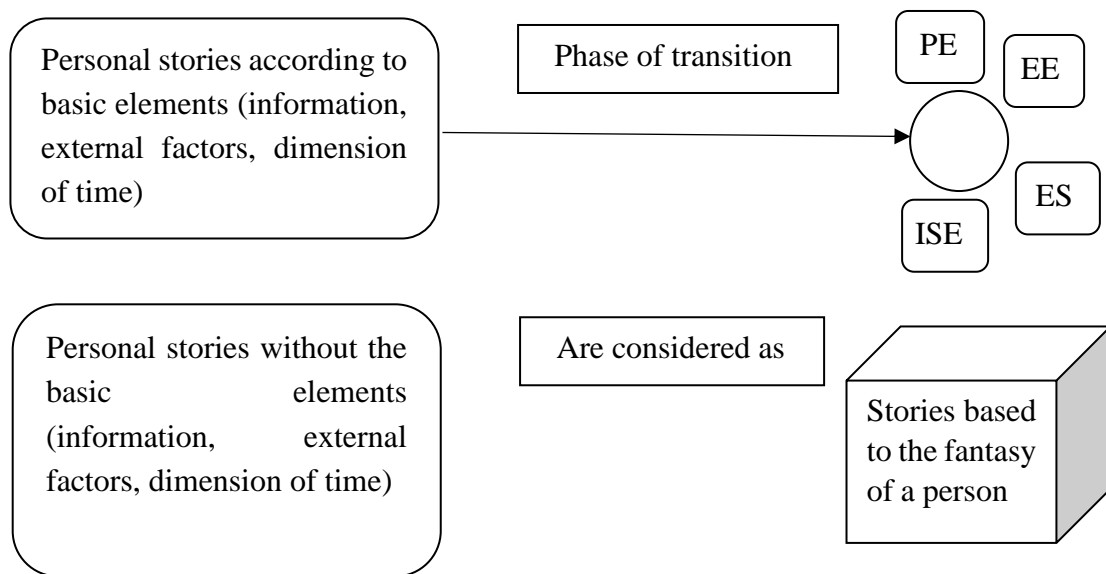 Personal stories according to
basic elements (information,
external factors, dimension
of time)
Phase of transition
PE
EE
ES
ISE
Personal stories without the
basic elements
(information, external
factors, dimension of time)
Are considered as
Stories based
to the fantasy
of a person